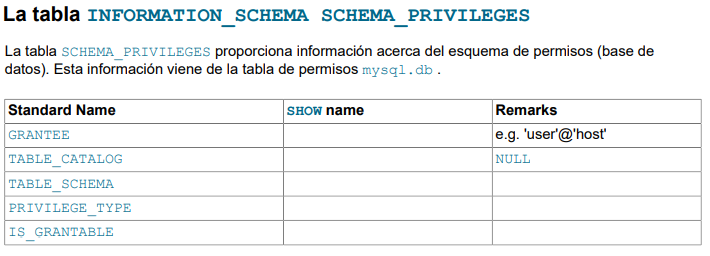 La tabla INFORMATION_SCHEMA SCHEMA_PRIVILEGES
La tabla SCHEMA_PRIVILEGES proporciona información acerca del esquema de permisos (base de
datos). Esta información viene de la tabla de permisos mysql.db .
Standard Name SHOW name Remarks
GRANTEE e.g. 'user'@'host'
TABLE_CATALOG NULL
TABLE_SCHEMA
PRIVILEGE_TYPE
IS_GRANTABLE